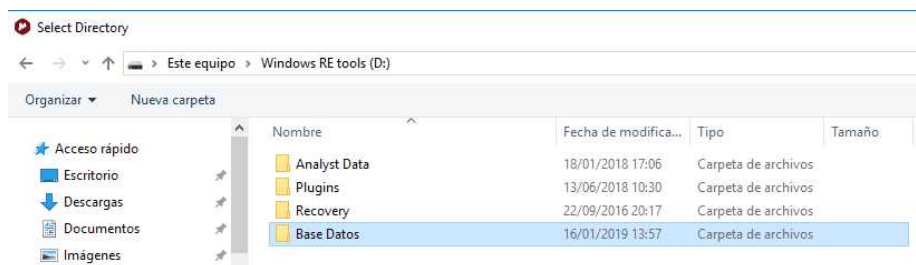 Select Directory
Este equipo > Windows RE tools (D:)
Organizar Nueva carpeta
Nombre Fecha de modifica... Tipo Tamaño
Acceso rápido
Escritorio
Descargas
Documentos
Imágenes
Analyst Data 18/01/2018 17:06 Carpeta de archivos
Plugins 13/06/2018 10:30 Carpeta de archivos
Recovery 22/09/2016 20:17 Carpeta de archivos
Base Datos 16/01/2019 13:57 Carpeta de archivos